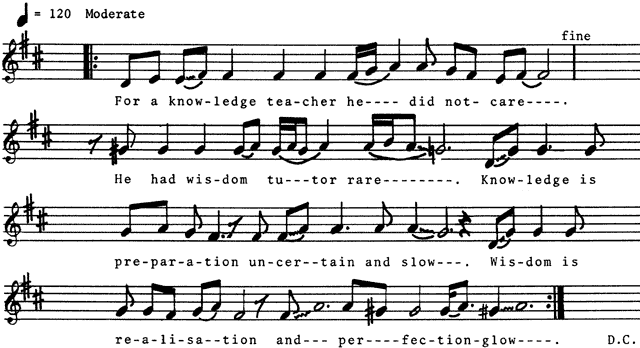 ♩ = 120 Moderate
fine
For a know-ledge tea-cher he---- did not- care----.
He had wis-dom tu---tor rare--------. Know-ledge is
pre-par-a-tion un-cer--tain and slow---. Wis-dom is
re-a-li-sa--tion and--- per----fec-tion-glow----. D.C.